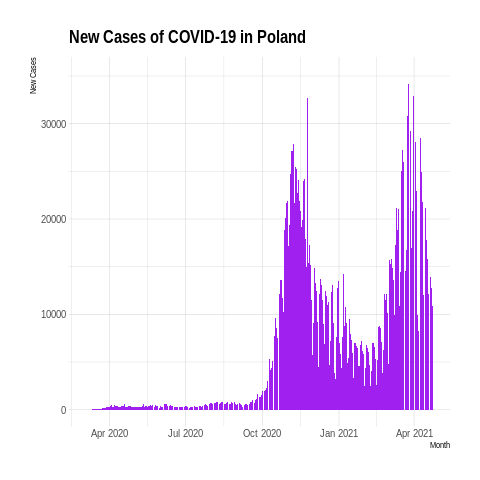 New Cases of COVID-19 in Poland
New Cases
30000
20000
10000
0
Apr 2020
Jul 2020
Oct 2020
Jan 2021
Apr 2021
Month